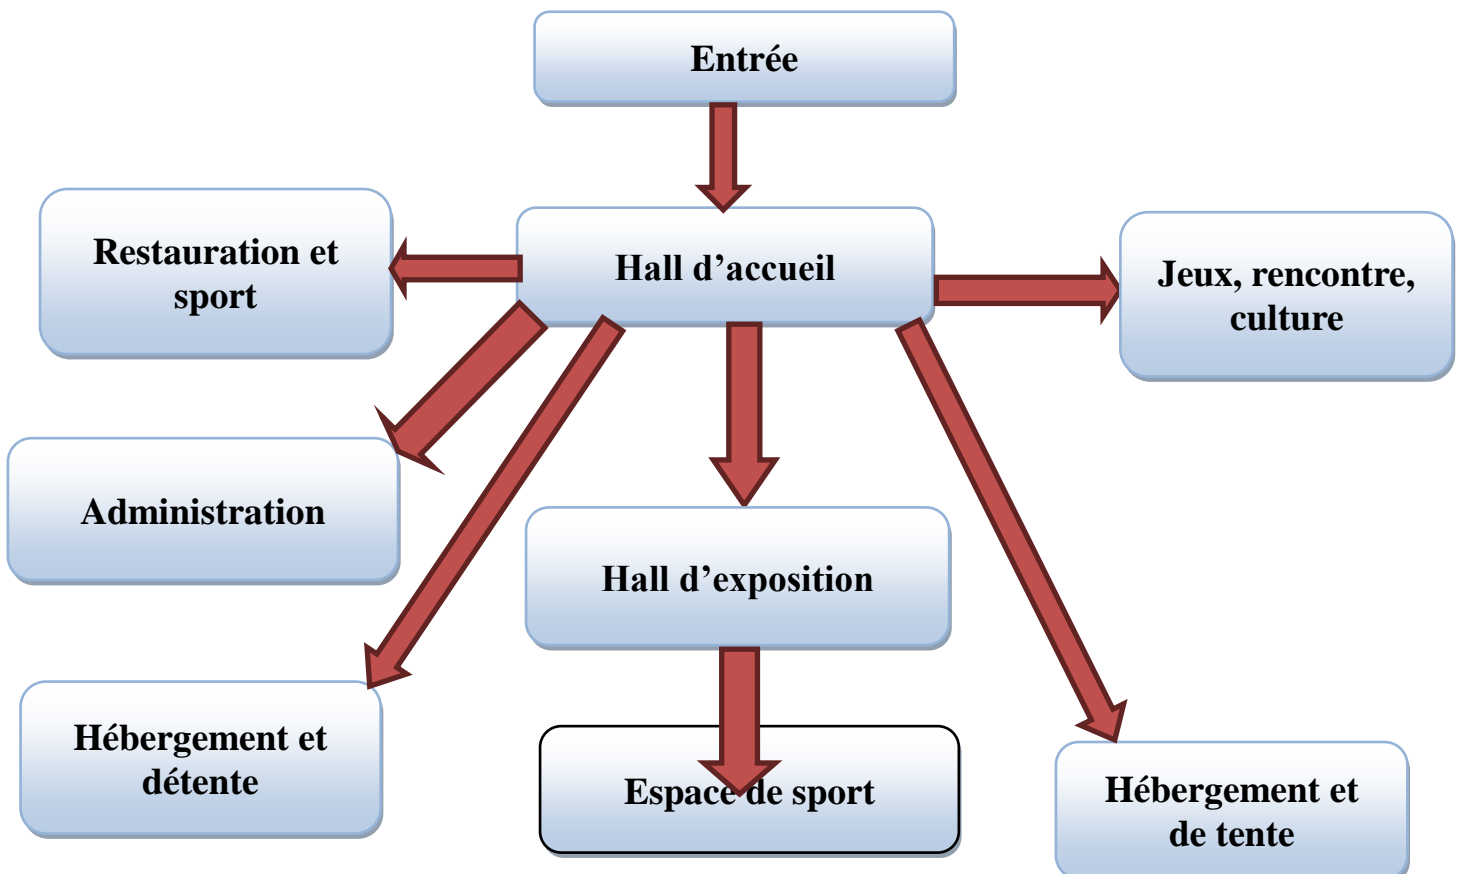 Entrée
Restauration et
sport
Hall d’accueil
Jeux, rencontre,
culture
Administration
Hall d’exposition
Hébergement et
détente
Espace de sport
Hébergement et
de tente